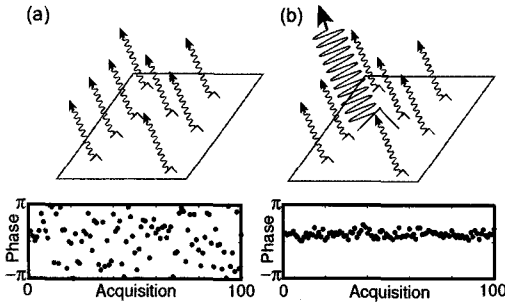 (a)
(b)
π
Phase
-π
0
Acquisition
100
π
Phase
-π
0
Acquisition
100